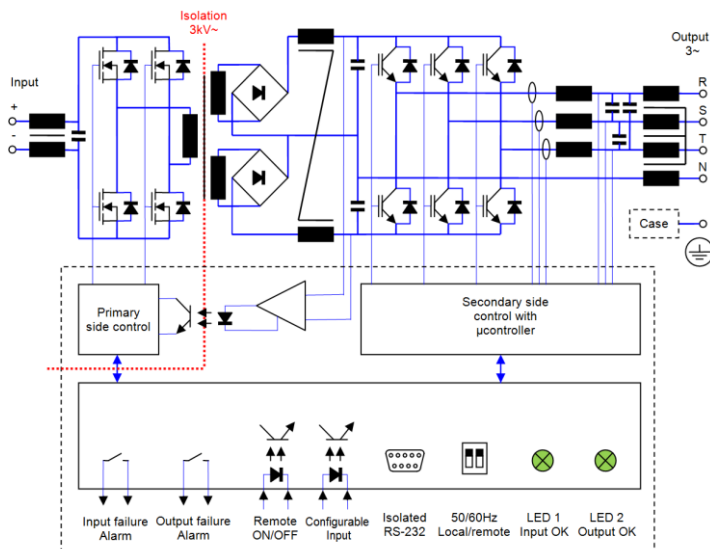 Isolation
3kV~
Output
3~
Input
+
-
R
S
T
N
Case
Primary
side control
Secondary side
control with
µcontroller
Input failure
Alarm
Output failure
Alarm
Remote
ON/OFF
Configurable
Input
Isolated
RS-232
50/60Hz
Local/remote
LED 1
Input OK
LED 2
Output OK